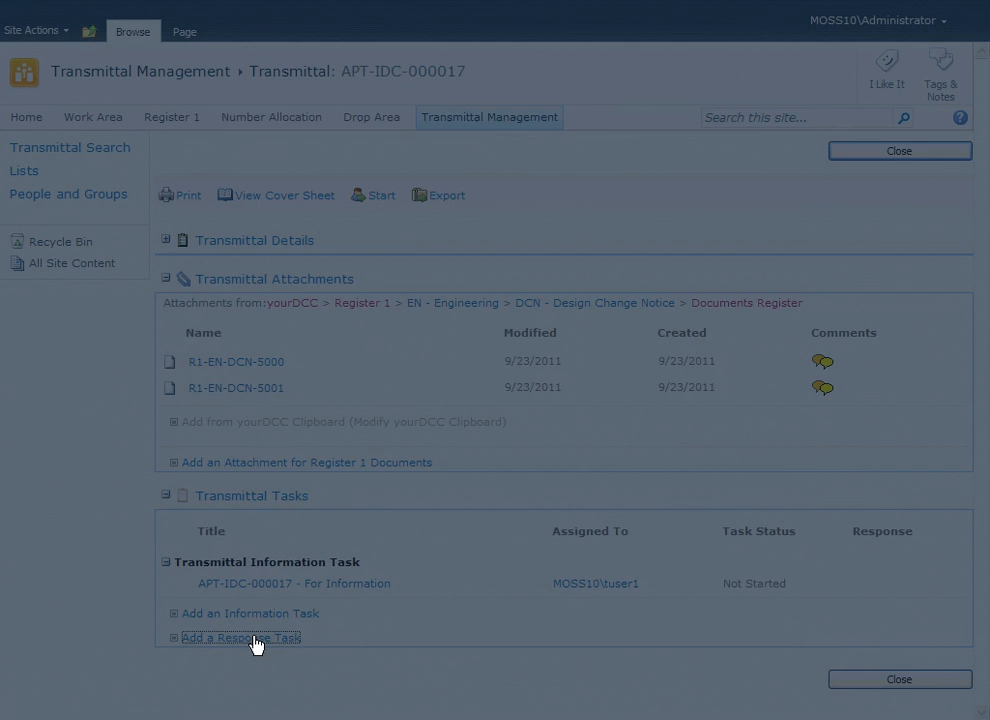 MOSS10\Administrator
Site Actions
Browse
Page
Transmittal Management ▸ Transmittal: APT-IDC-000017
I Like It
Tags & Notes
Home
Work Area
Register 1
Number Allocation
Drop Area
Transmittal Management
Search this site...
Transmittal Search
Lists
People and Groups
Recycle Bin
All Site Content
Close
Print
View Cover Sheet
Start
Export
Transmittal Details
Transmittal Attachments
Attachments from:yourDCC > Register 1 > EN - Engineering > DCN - Design Change Notice > Documents Register
Name Modified Created Comments
R1-EN-DCN-5000 9/23/2011 9/23/2011
R1-EN-DCN-5001 9/23/2011 9/23/2011
Add from yourDCC Clipboard (Modify yourDCC Clipboard)
Add an Attachment for Register 1 Documents
Transmittal Tasks
Title Assigned To Task Status Response
Transmittal Information Task
APT-IDC-000017 - For Information MOSS10\tuser1 Not Started
Add an Information Task
Add a Response Task
Close